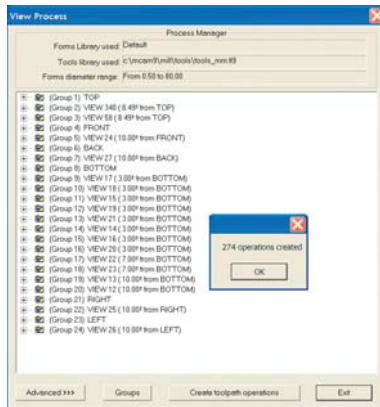 View Process
Process Manager
Forms Library used Default
Tools library used c:\mcam9\mill\tools\tools_mm.tl9
Forms diameter range: From 0.50 to 80.00
(Group 1) TOP
(Group 2) VIEW 340 ( 8.49º from TOP)
(Group 3) VIEW 58 ( 8.49º from TOP)
(Group 4) FRONT
(Group 5) VIEW 24 ( 10.00º from FRONT)
(Group 6) BACK
(Group 7) VIEW 27 ( 10.00º from BACK)
(Group 8) BOTTOM
(Group 9) VIEW 17 ( 3.00º from BOTTOM)
(Group 10) VIEW 18 ( 3.00º from BOTTOM)
(Group 11) VIEW 15 ( 3.00º from BOTTOM)
(Group 12) VIEW 19 ( 3.00º from BOTTOM)
(Group 13) VIEW 21 ( 3.00º from BOTTOM)
(Group 14) VIEW 14 ( 3.00º from BOTTOM)
(Group 15) VIEW 16 ( 3.00º from BOTTOM)
(Group 16) VIEW 20 ( 3.00º from BOTTOM)
(Group 17) VIEW 22 ( 7.00º from BOTTOM)
(Group 18) VIEW 23 ( 7.00º from BOTTOM)
(Group 19) VIEW 13 ( 10.00º from BOTTOM)
(Group 20) VIEW 12 ( 10.00º from BOTTOM)
(Group 21) RIGHT
(Group 22) VIEW 25 ( 10.00º from RIGHT)
(Group 23) LEFT
(Group 24) VIEW 26 ( 10.00º from LEFT)
274 operations created
OK
Advanced >>>
Groups
Create toolpath operations
Exit